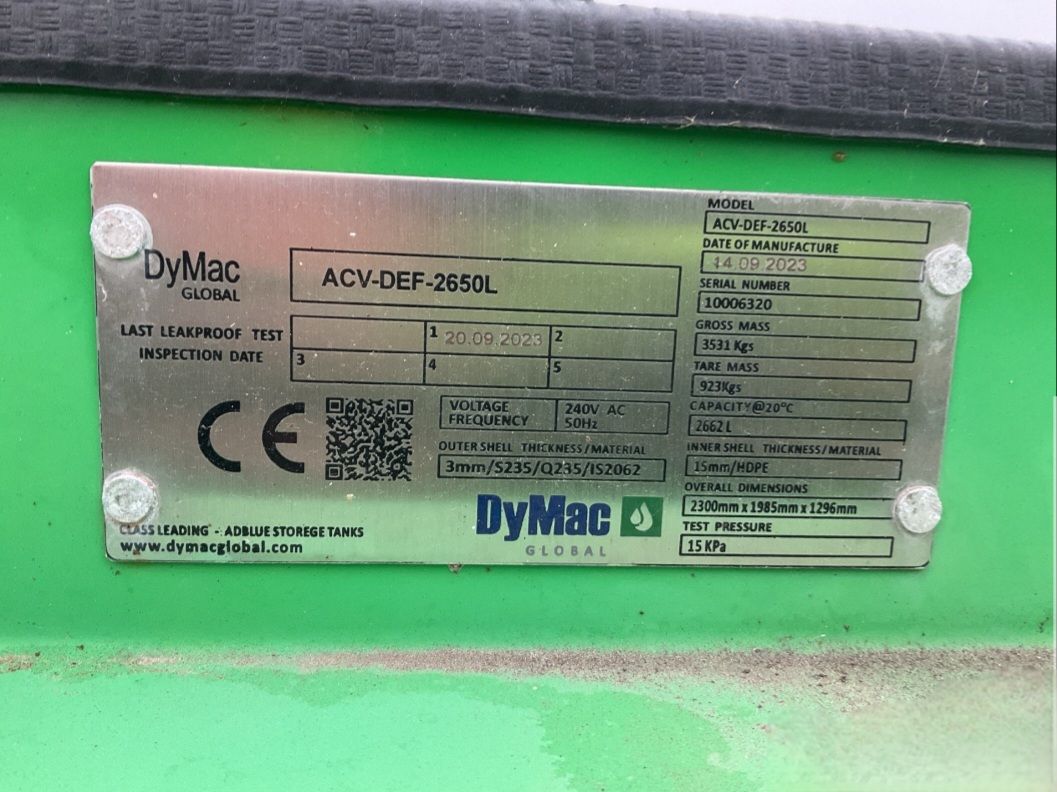 DyMac
GLOBAL
ACV-DEF-2650L
LAST LEAKPROOF TEST
INSPECTION DATE
1 20.09.2023 2
3 4 5
CE
VOLTAGE 240V AC
FREQUENCY 50Hz
OUTER SHELL THICKNESS/MATERIAL
3mm/S235/Q235/IS2062
CLASS LEADING - ADBLUE STOREGE TANKS
www.dymacglobal.com
DyMac
GLOBAL
MODEL
ACV-DEF-2650L
DATE OF MANUFACTURE
14.09.2023
SERIAL NUMBER
10006320
GROSS MASS
3531 Kgs
TARE MASS
923Kgs
CAPACITY@20°C
2662 L
INNER SHELL THICKNESS/MATERIAL
15mm/HDPE
OVERALL DIMENSIONS
2300mm x 1985mm x 1296mm
TEST PRESSURE
15 KPa